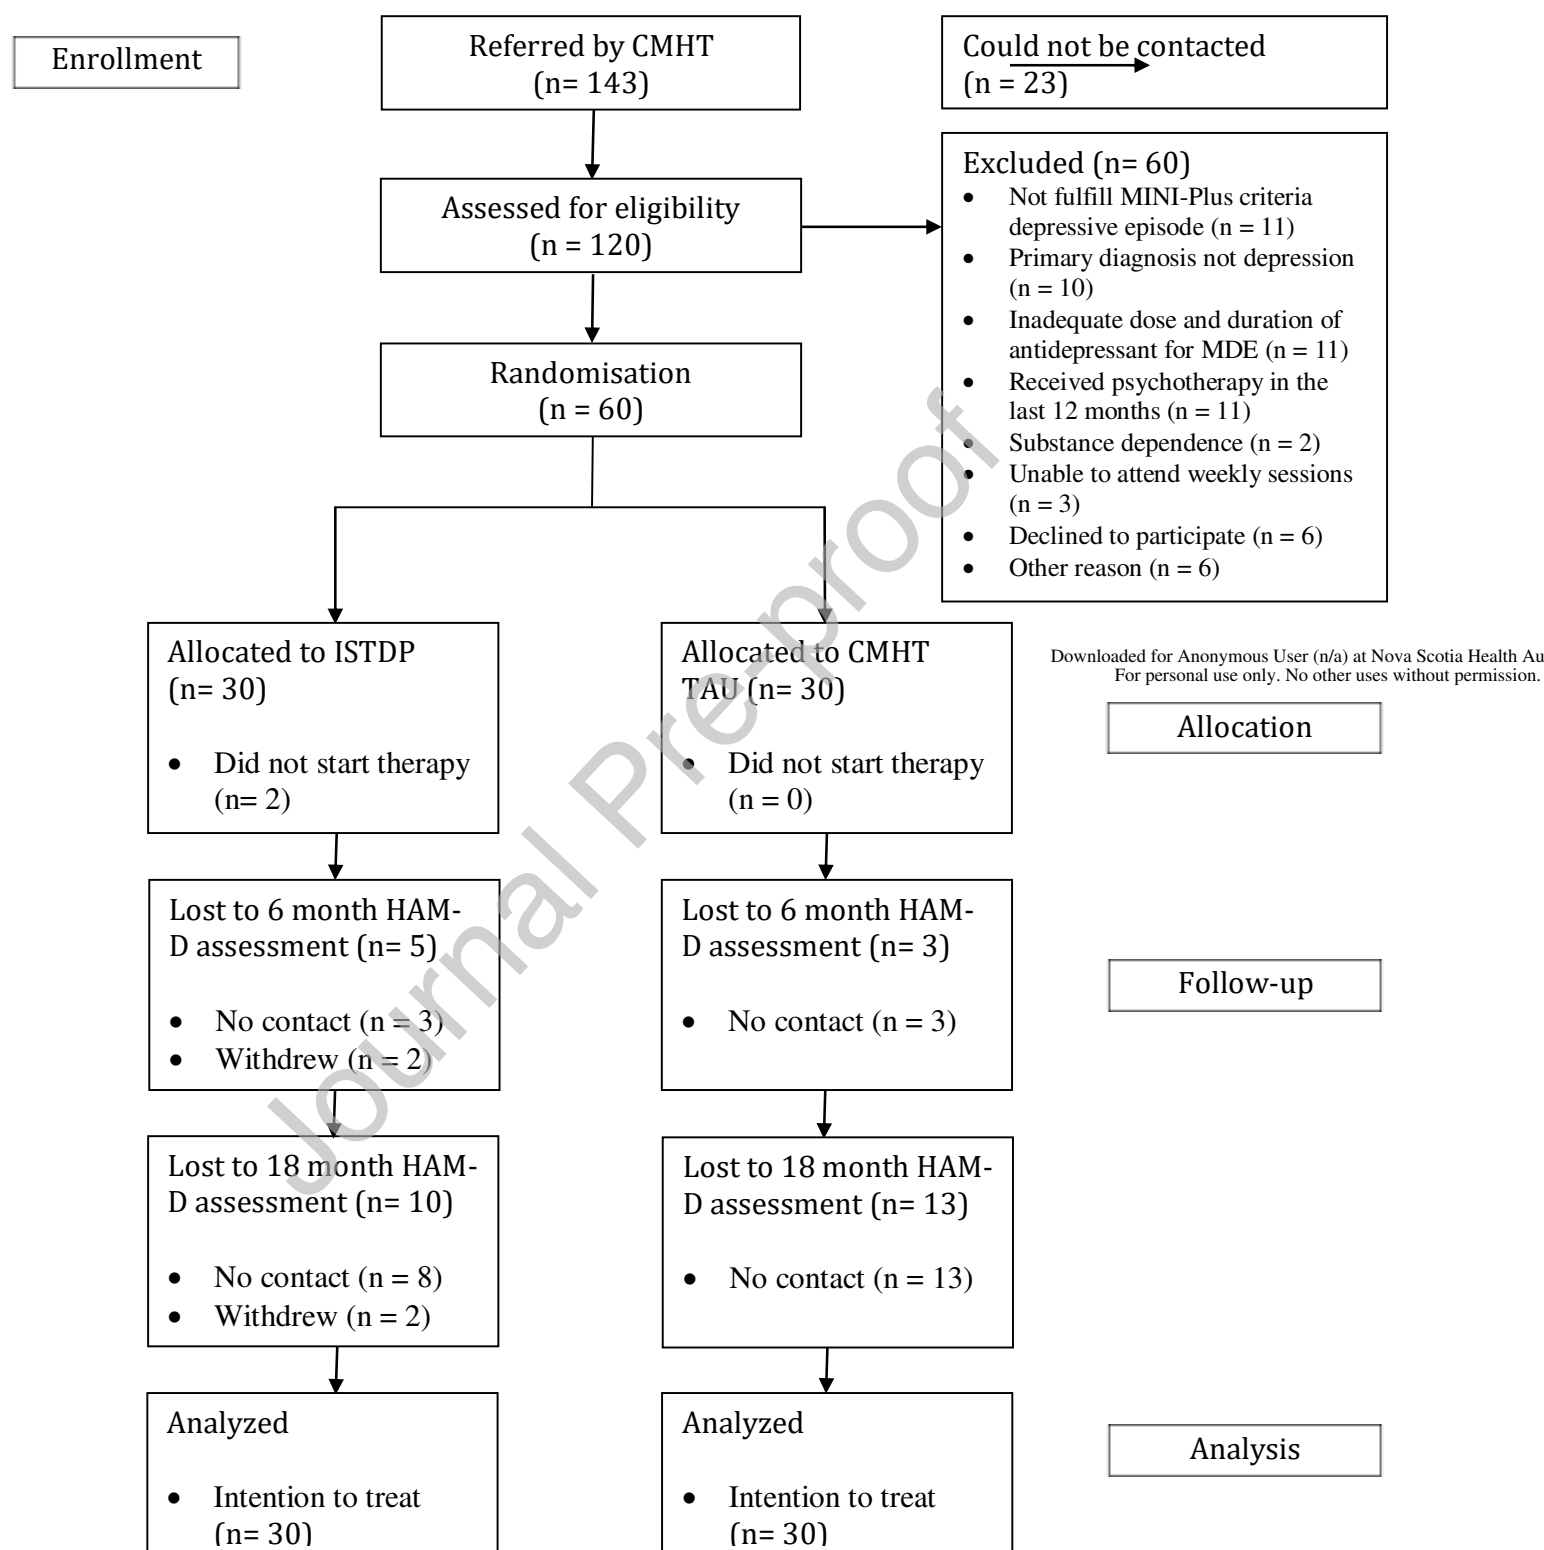 Enrollment
Referred by CMHT
(n= 143)
Could not be contacted
(n = 23)
Assessed for eligibility
(n = 120)
Excluded (n= 60)
• Not fulfill MINI-Plus criteria
depressive episode (n = 11)
• Primary diagnosis not depression
(n = 10)
• Inadequate dose and duration of
antidepressant for MDE (n = 11)
• Received psychotherapy in the
last 12 months (n = 11)
• Substance dependence (n = 2)
• Unable to attend weekly sessions
(n = 3)
• Declined to participate (n = 6)
• Other reason (n = 6)
Randomisation
(n = 60)
Allocated to ISTDP
(n= 30)
• Did not start therapy
(n= 2)
Allocated to CMHT
TAU (n= 30)
• Did not start therapy
(n = 0)
Downloaded for Anonymous User (n/a) at Nova Scotia Health Au
For personal use only. No other uses without permission.
Allocation
Lost to 6 month HAM-
D assessment (n= 5)
• No contact (n = 3)
• Withdrew (n = 2)
Lost to 6 month HAM-
D assessment (n= 3)
• No contact (n = 3)
Follow-up
Lost to 18 month HAM-
D assessment (n= 10)
• No contact (n = 8)
• Withdrew (n = 2)
Lost to 18 month HAM-
D assessment (n= 13)
• No contact (n = 13)
Analyzed
• Intention to treat
(n= 30)
Analyzed
• Intention to treat
(n= 30)
Analysis
Journal Pre-proof